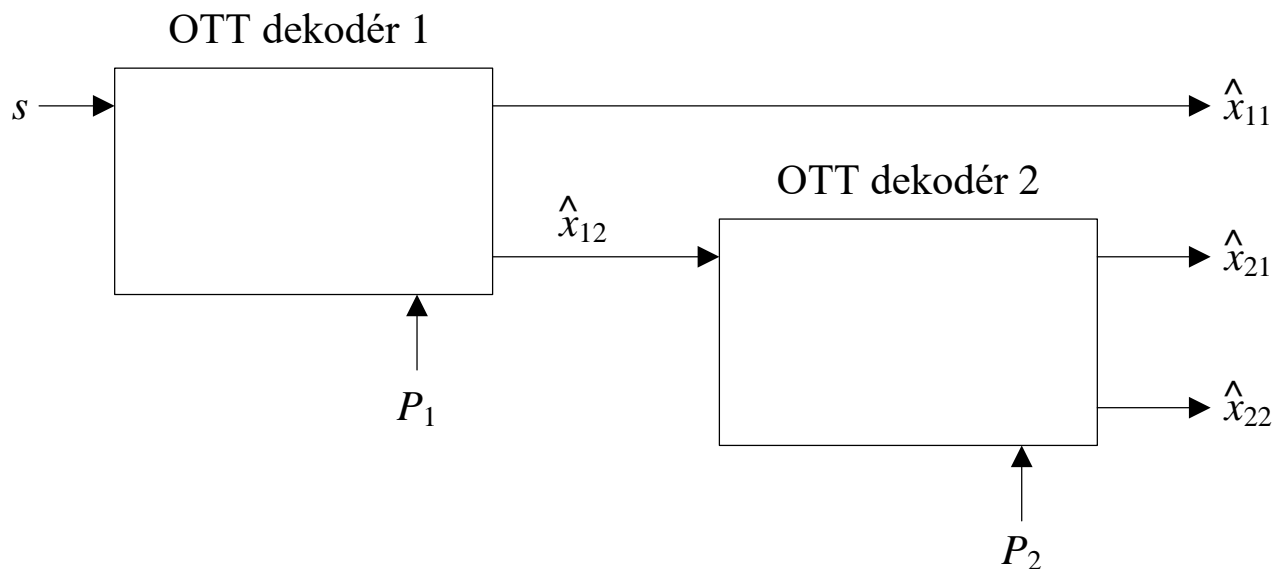 OTT dekodér 1
s
x̂₁₁
OTT dekodér 2
x̂₁₂
x̂₂₁
P₁
x̂₂₂
P₂